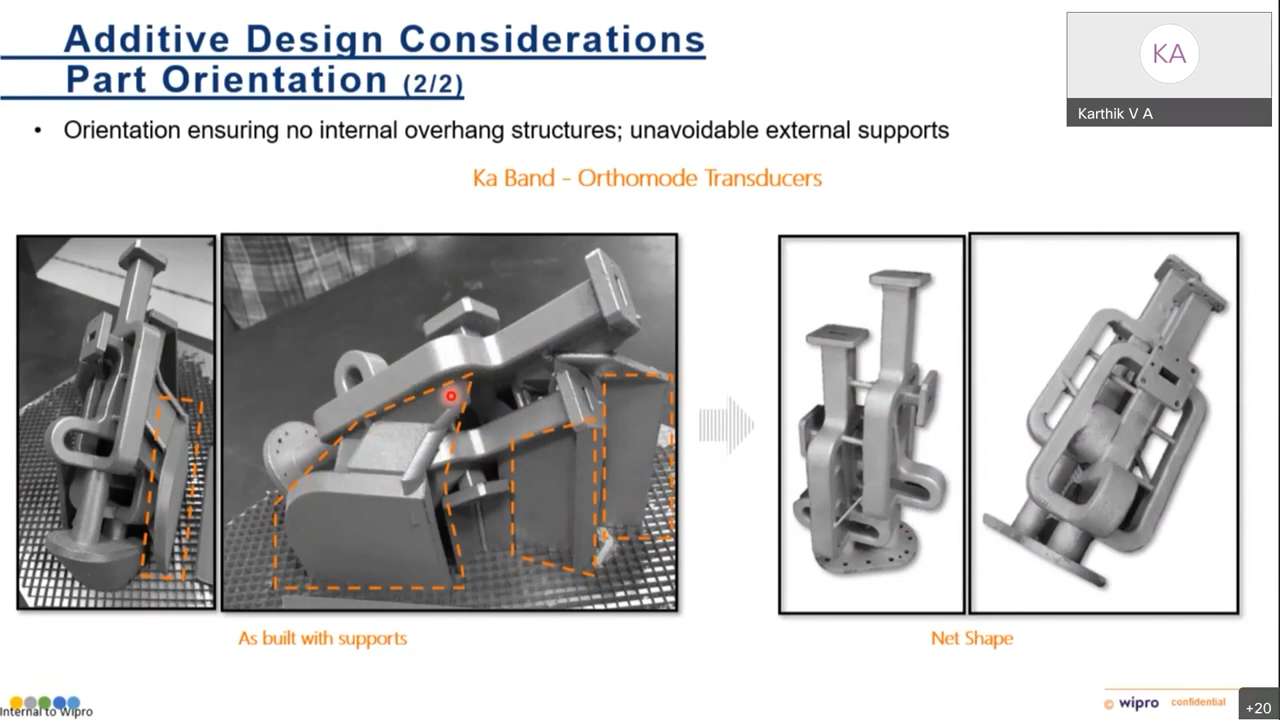 Additive Design Considerations
Part Orientation (2/2)
KA
Karthik V A
• Orientation ensuring no internal overhang structures; unavoidable external supports
Ka Band - Orthomode Transducers
As built with supports
Net Shape
Internal to Wipro
© wipro confidential
+20